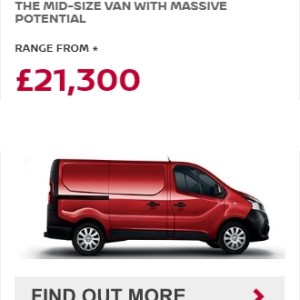 THE MID-SIZE VAN WITH MASSIVE
POTENTIAL
RANGE FROM *
£21,300
FIND OUT MORE